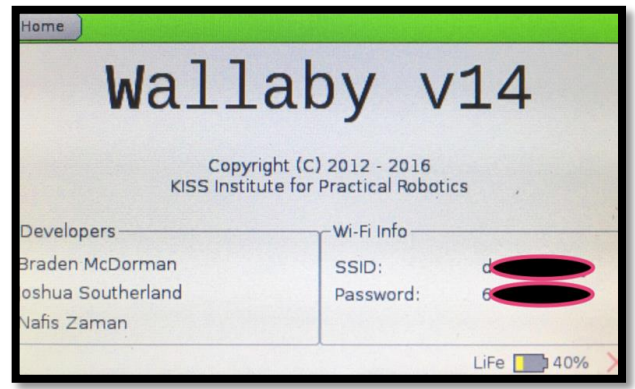 Home
Wallaby v14
Copyright (C) 2012 - 2016
KISS Institute for Practical Robotics
Developers
Braden McDorman
oshua Southerland
Nafis Zaman
Wi-Fi Info
SSID: d
Password: 6
LiFe 40%